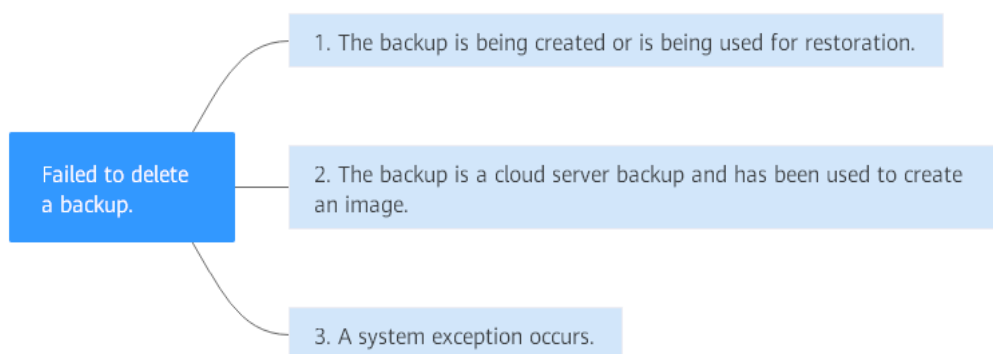 1. The backup is being created or is being used for restoration.
Failed to delete
a backup.
2. The backup is a cloud server backup and has been used to create
an image.
3. A system exception occurs.